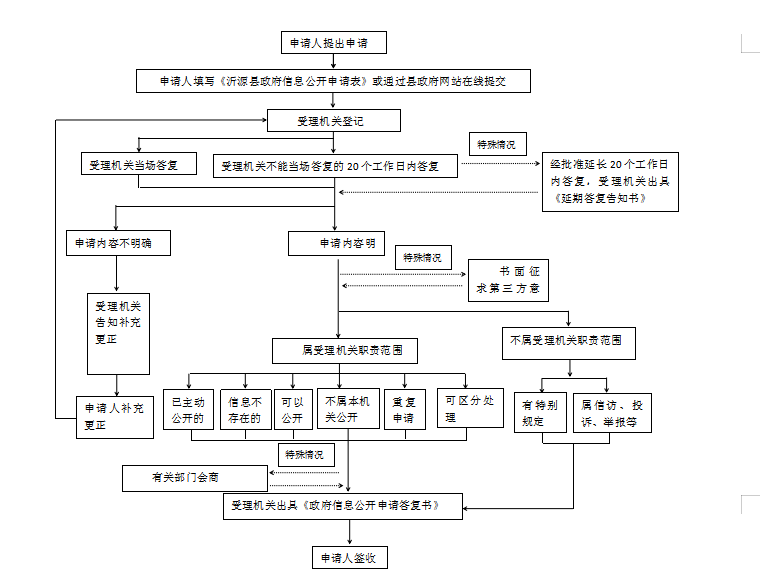 申请人提出申请
申请人填写《沂源县政府信息公开申请表》或通过县政府网站在线提交
受理机关登记
特殊情况
受理机关当场答复
受理机关不能当场答复的20个工作日内答复
经批准延长20个工作日
内答复，受理机关出具
《延期答复告知书》
申请内容不明确
申请内容明
特殊情况
书面征
求第三方意
受理机关
告知补充
更正
属受理机关职责范围
不属受理机关职责范围
申请人补充
更正
已主动
公开的
信息不
存在的
可以
公开
不属本机
关公开
重复
申请
可区分处
理
有特别
规定
属信访、投
诉、举报等
特殊情况
有关部门会商
受理机关出具《政府信息公开申请答复书》
申请人签收